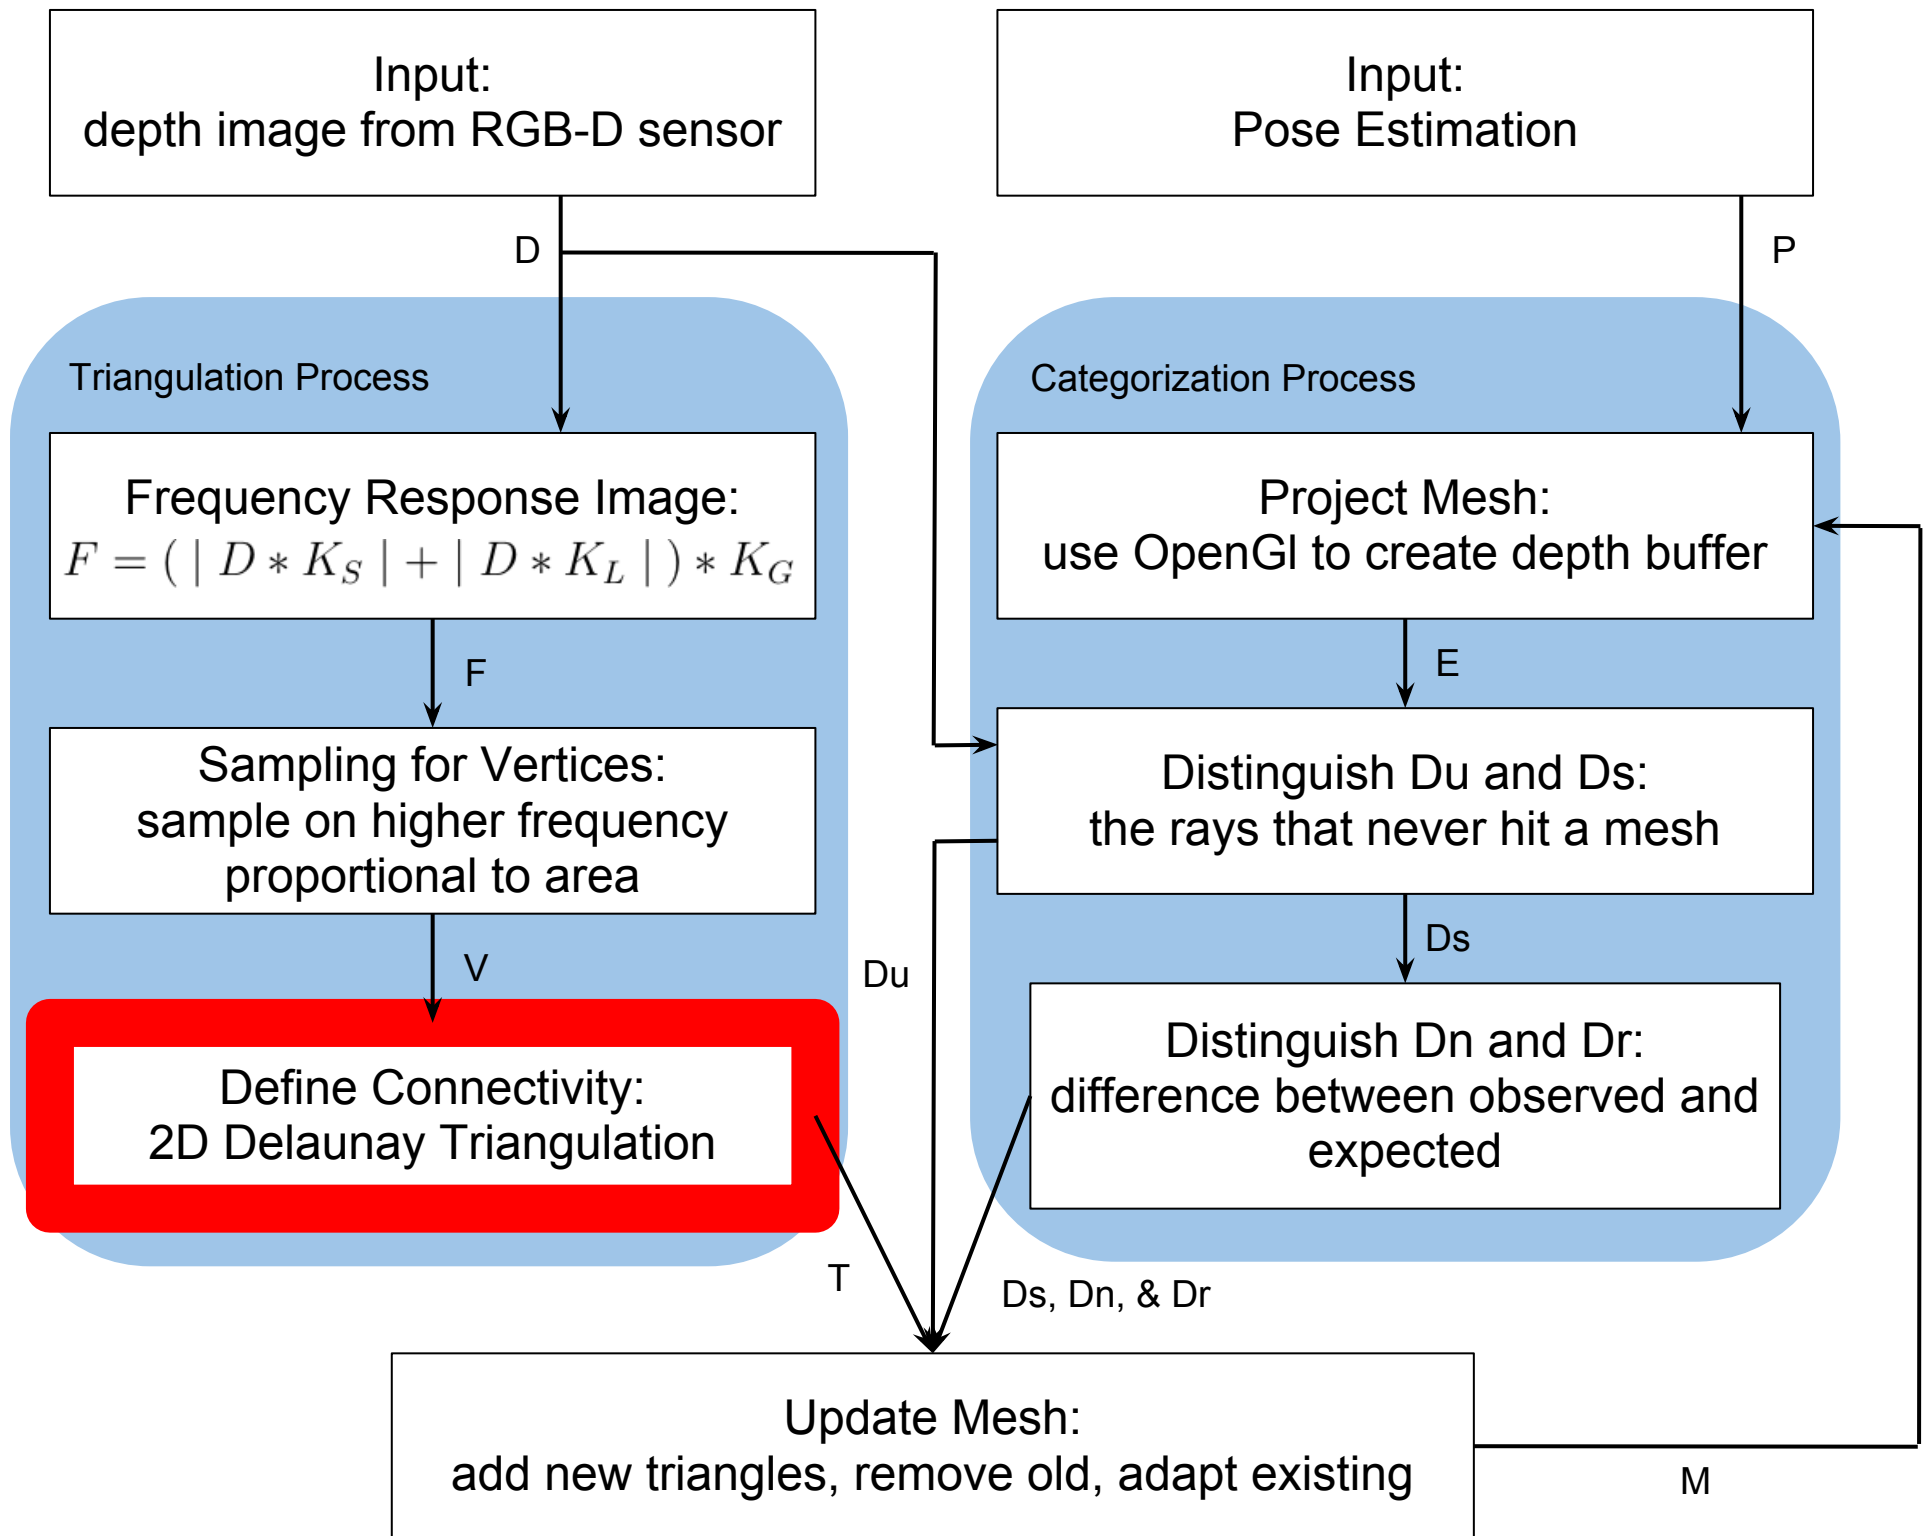 Input:
depth image from RGB-D sensor
Input:
Pose Estimation
D
P
Triangulation Process
Categorization Process
Frequency Response Image:
F = ( | D ∗ K_S | + | D ∗ K_L | ) ∗ K_G
Project Mesh:
use OpenGl to create depth buffer
F
E
Sampling for Vertices:
sample on higher frequency
proportional to area
Distinguish Du and Ds:
the rays that never hit a mesh
V
Du
Ds
Define Connectivity:
2D Delaunay Triangulation
Distinguish Dn and Dr:
difference between observed and
expected
T
Ds, Dn, & Dr
Update Mesh:
add new triangles, remove old, adapt existing
M